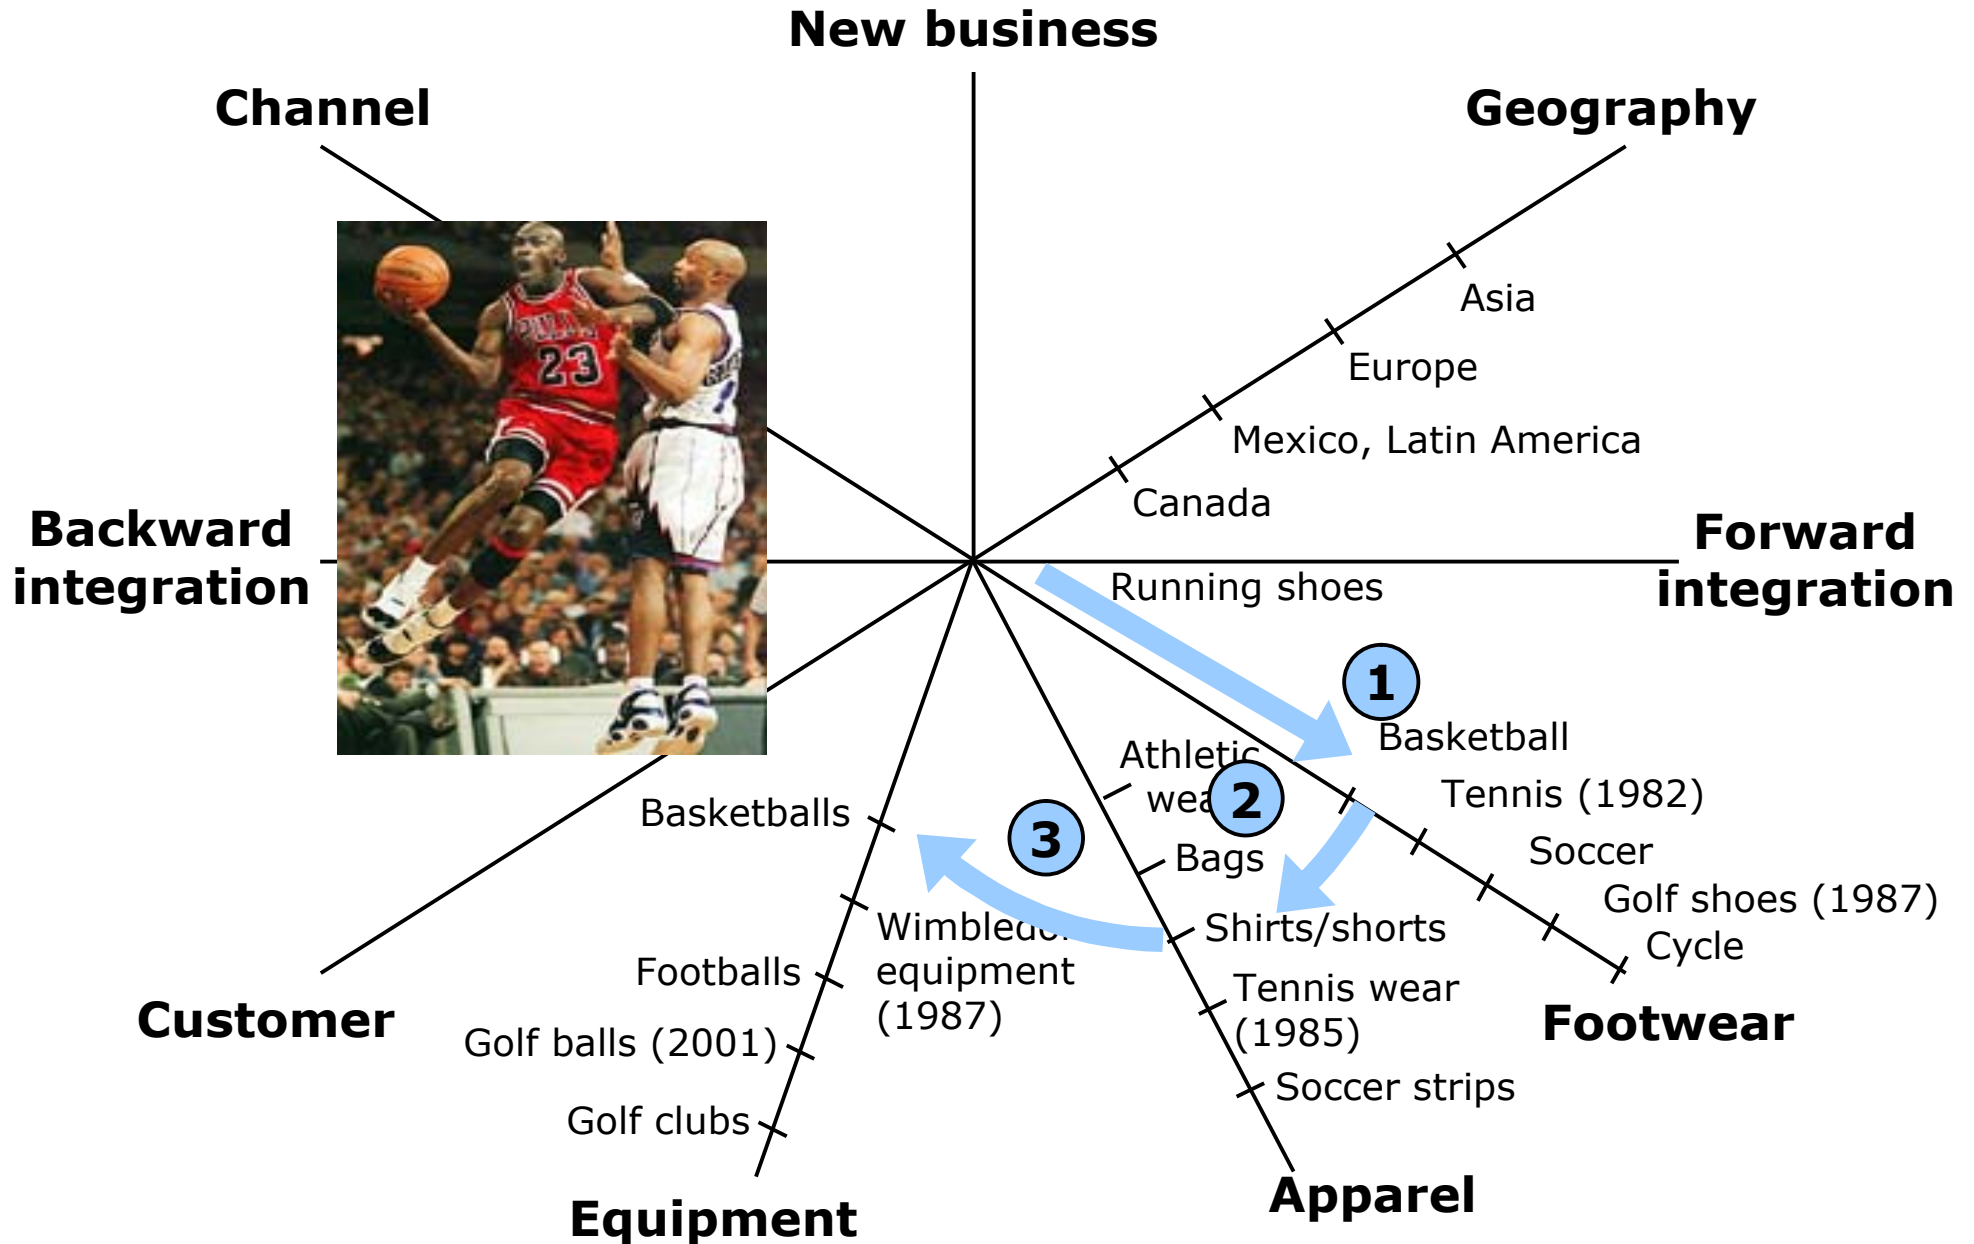 New business
Channel
Geography
Asia
Europe
Mexico, Latin America
Canada
23
Backward
integration
Forward
integration
Running shoes
1
Basketball
Athletic
2
Tennis (1982)
Basketballs
3
Bags
Soccer
Golf shoes (1987)
Shirts/shorts
Cycle
Footballs
equipment
(1987)
Tennis wear
(1985)
Customer
Footwear
Golf balls (2001)
Soccer strips
Golf clubs
Apparel
Equipment